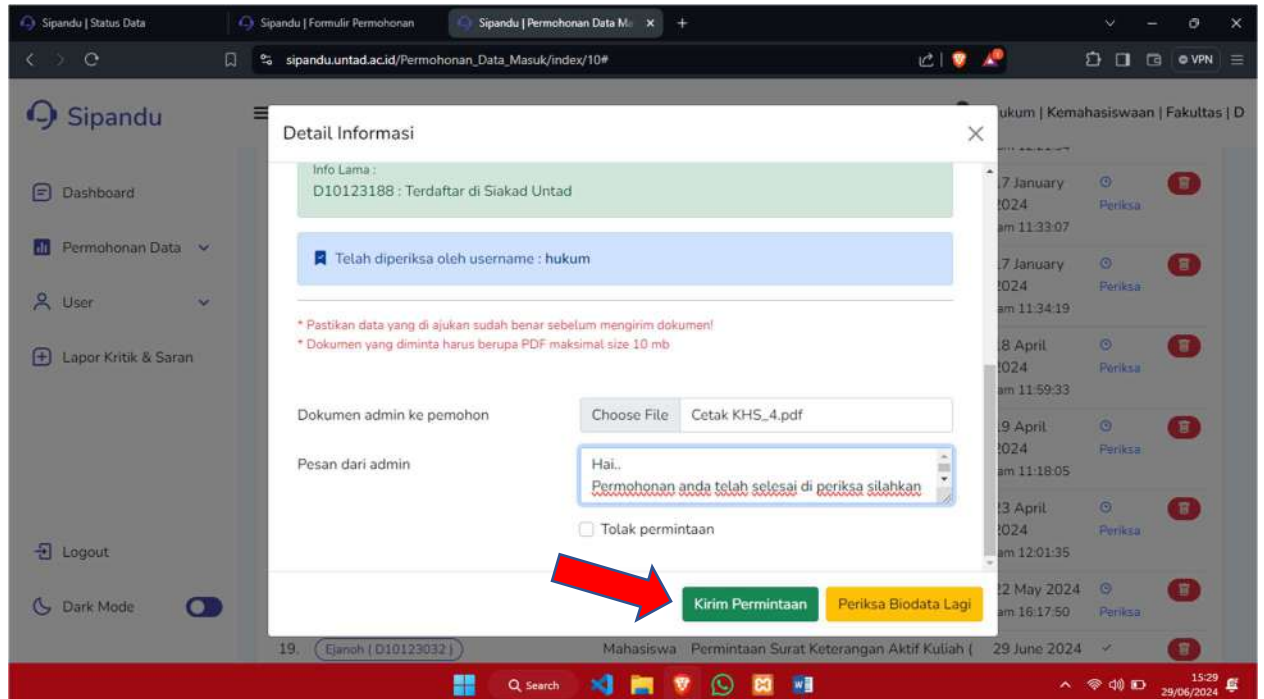 Sipandu | Status Data
Sipandu | Formulir Permohonan
Sipandu | Permohonan Data Ma
sipandu.untad.ac.id/Permohonan_Data_Masuk/index/10#
VPN
Sipandu
ukum | Kemahasiswaan | Fakultas | D
Detail Informasi
Info Lama :
D10123188 : Terdaftar di Siakad Untad
Telah diperiksa oleh username : hukum
* Pastikan data yang di ajukan sudah benar sebelum mengirim dokumen!
* Dokumen yang diminta harus berupa PDF maksimal size 10 mb
Dokumen admin ke pemohon
Choose File Cetak KHS_4.pdf
Pesan dari admin
Hai..
Permohonan anda telah selesai di periksa silahkan
Tolak permintaan
Kirim Permintaan
Periksa Biodata Lagi
Dashboard
Permohonan Data
User
Lapor Kritik & Saran
Logout
Dark Mode
7 January
2024
am 11:33:07
Periksa
7 January
2024
am 11:34:19
Periksa
8 April
2024
am 11:59:33
Periksa
9 April
2024
am 11:18:05
Periksa
23 April
2024
am 12:01:35
Periksa
22 May 2024
am 16:17:50
Periksa
19. Ejanoh ( D10123032 ) Mahasiswa Permintaan Surat Keterangan Aktif Kuliah ( 29 June 2024
Search
15:29
29/06/2024